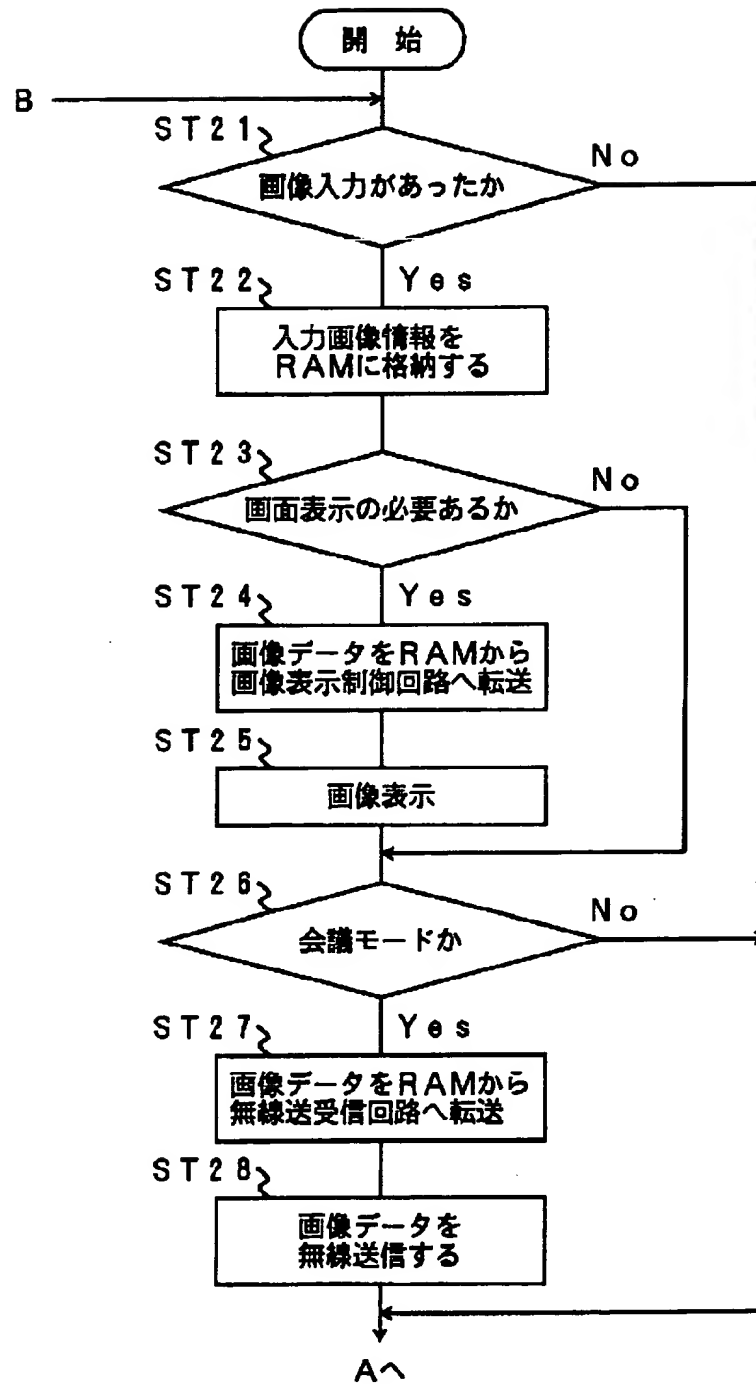 開 始
B
ST21
No
画像入力があったか
ST22
Yes
入力画像情報を
RAMに格納する
ST23
No
画面表示の必要あるか
ST24
Yes
画像データをRAMから
画像表示制御回路へ転送
ST25
画像表示
ST26
No
会議モードか
ST27
Yes
画像データをRAMから
無線送受信回路へ転送
ST28
画像データを
無線送信する
Aへ